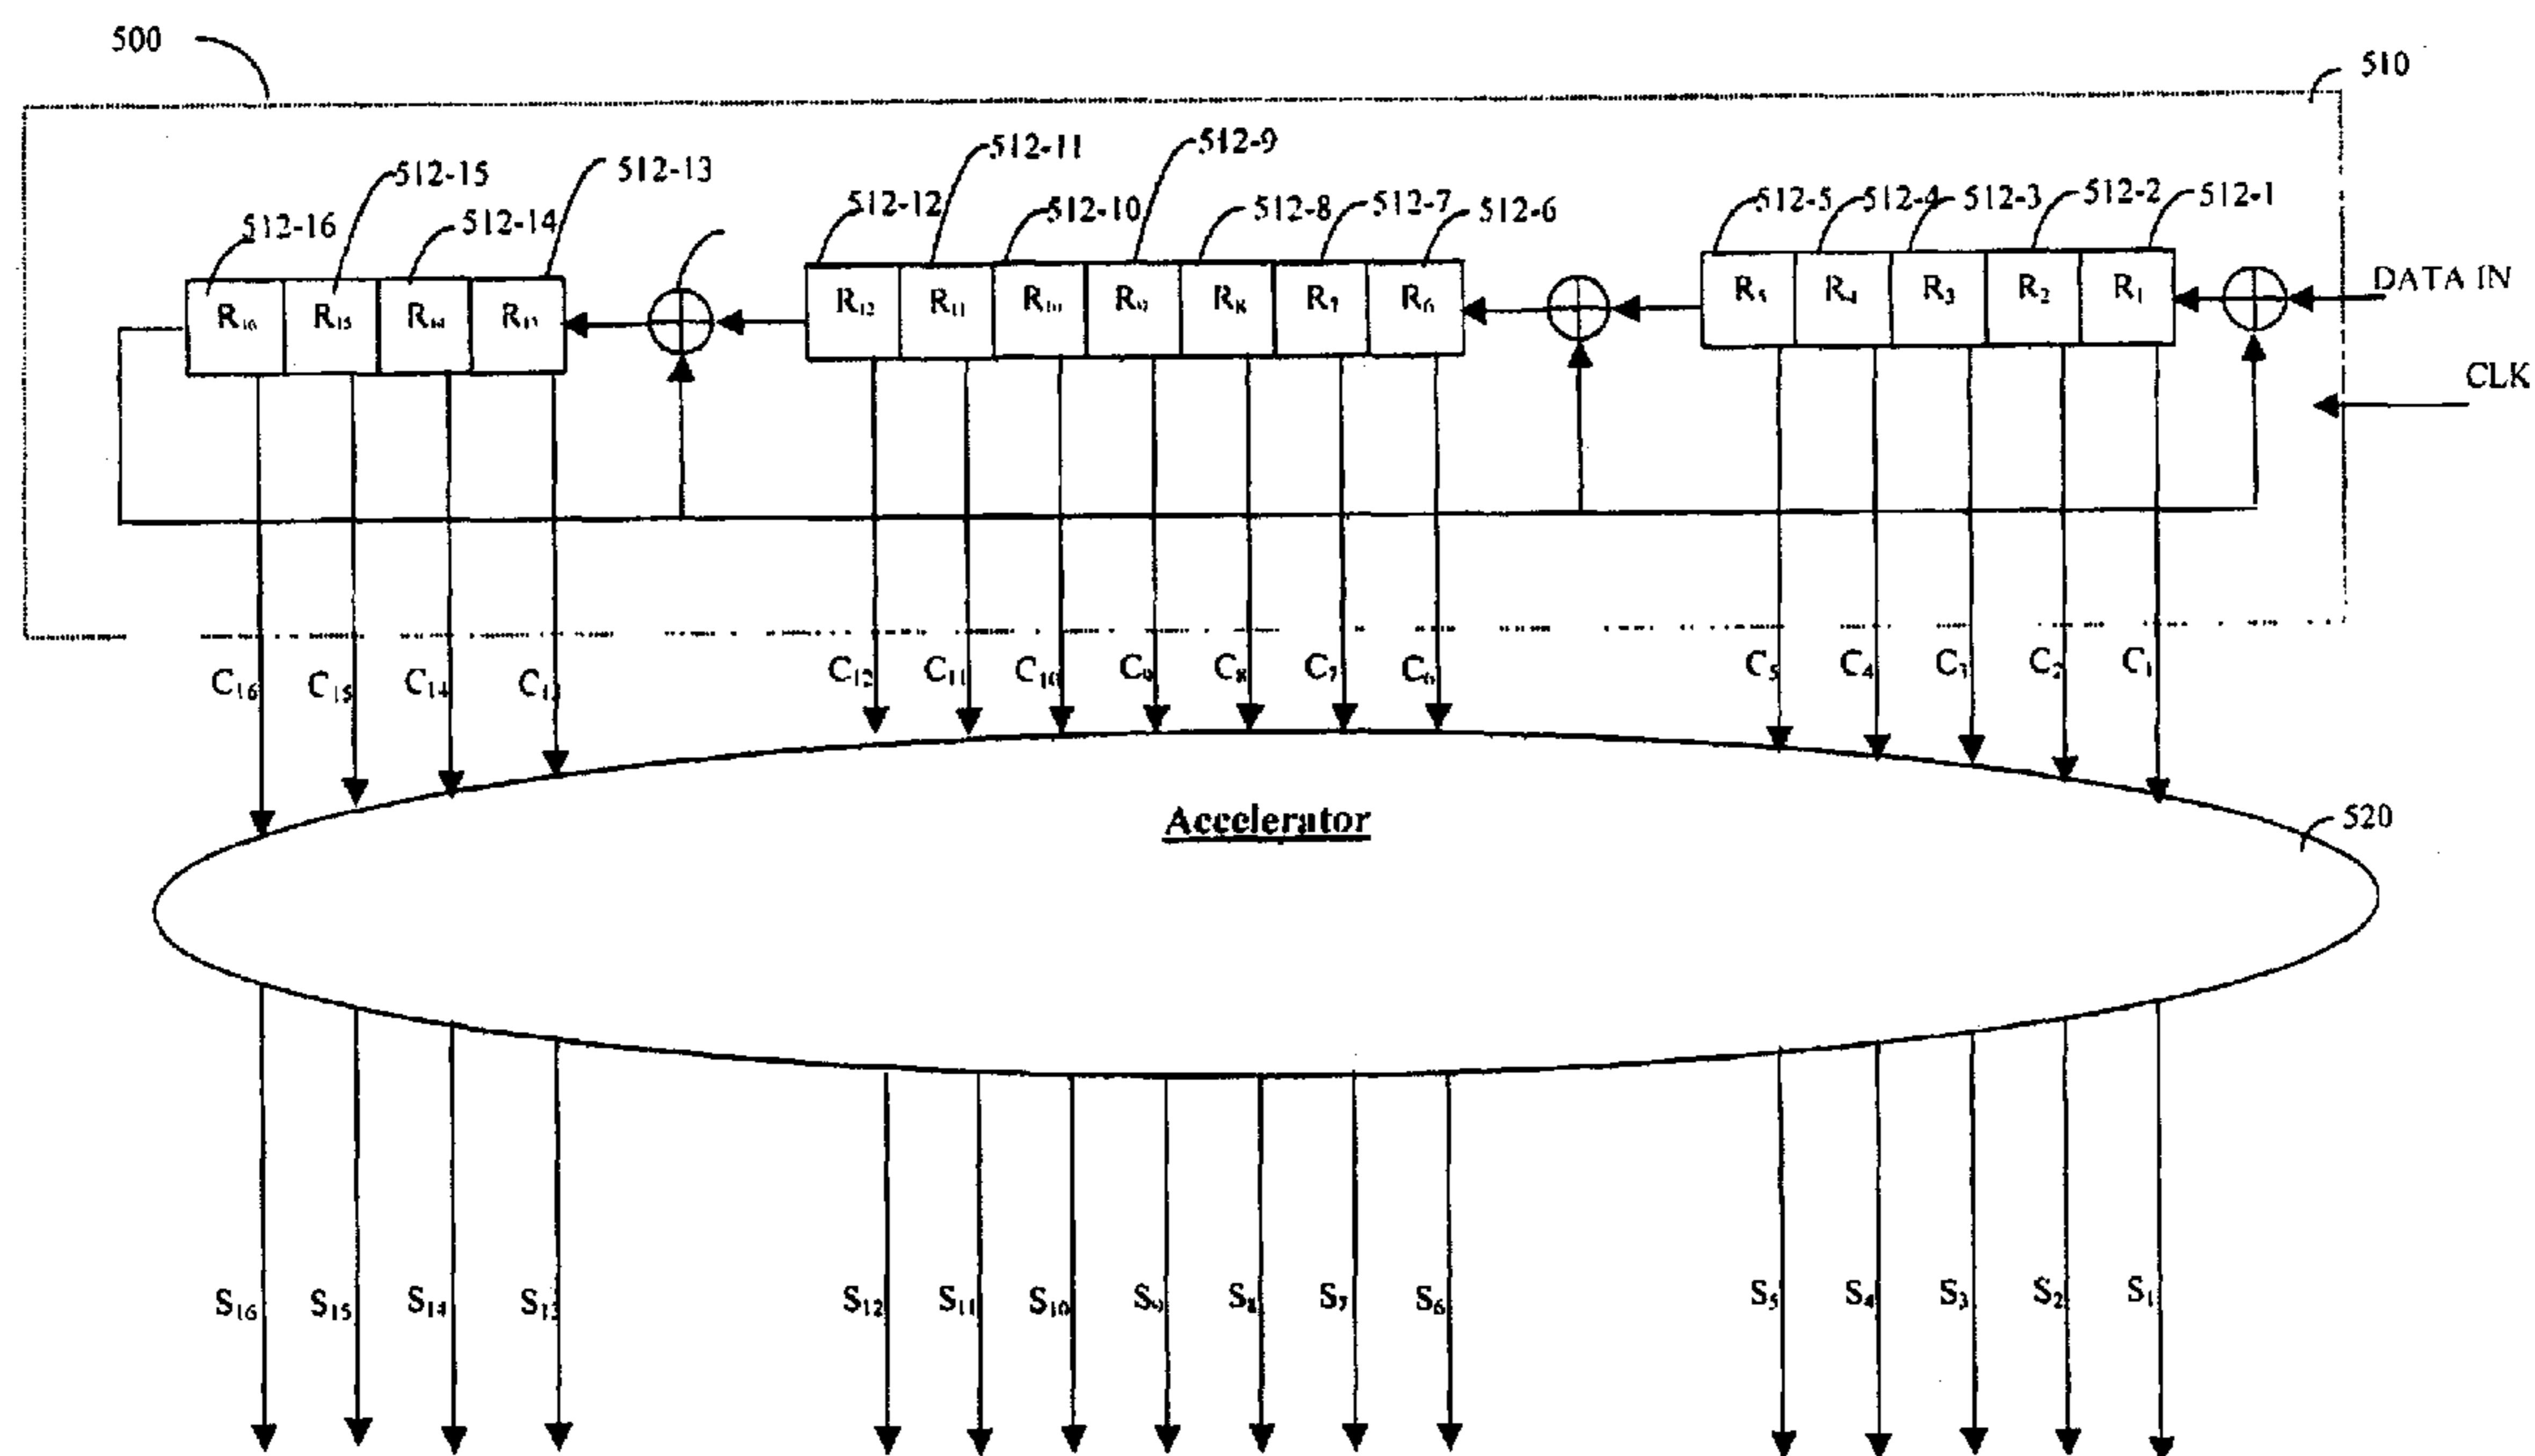 500
510
512-11
512-9
512-15
512-13
512-12
512-10
512-8
512-7
512-6
512-5
512-4
512-3
512-2
512-1
512-16
512-14
R₁₆ R₁₅ R₁₄ R₁₃
R₁₂ R₁₁ R₁₀ R₉ R₈ R₇ R₆
R₅ R₄ R₃ R₂ R₁
DATA IN
CLK
C₁₆ C₁₅ C₁₄ C₁₃ C₁₂ C₁₁ C₁₀ C₉ C₈ C₇ C₆ C₅ C₄ C₃ C₂ C₁
Accelerator
520
S₁₆ S₁₅ S₁₄ S₁₃ S₁₂ S₁₁ S₁₀ S₉ S₈ S₇ S₆ S₅ S₄ S₃ S₂ S₁